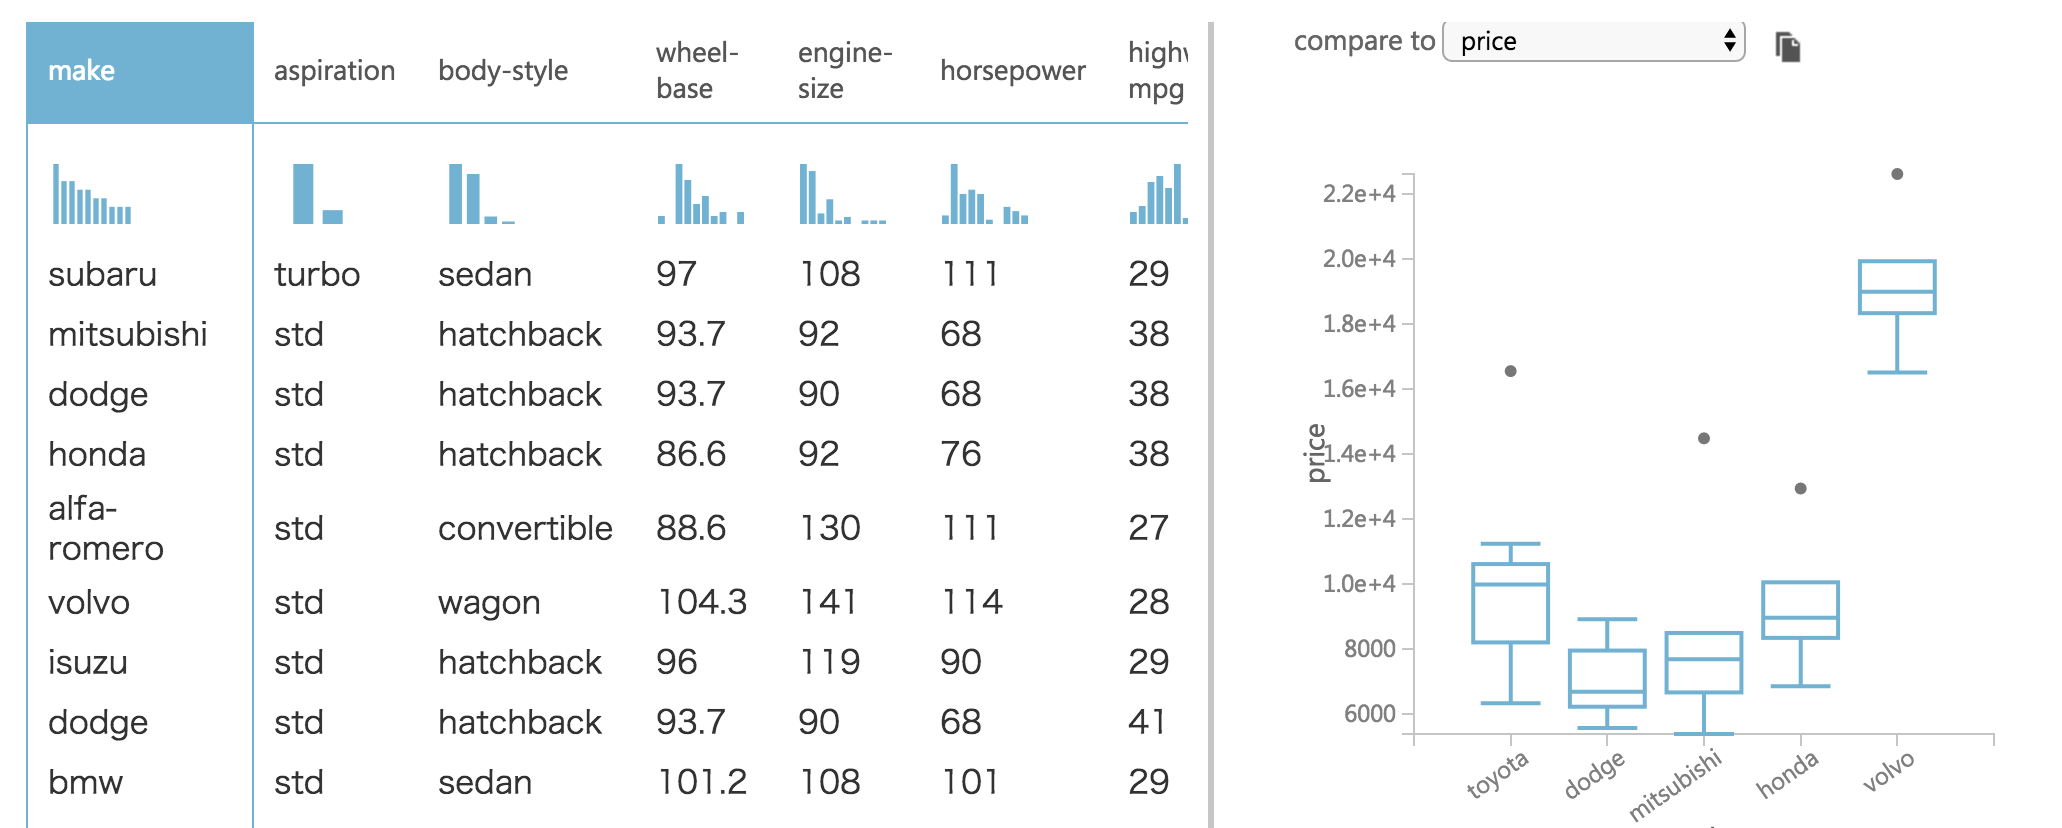 make aspiration body-style wheel-base engine-size horsepower mpg
subaru turbo sedan 97 108 111 29
mitsubishi std hatchback 93.7 92 68 38
dodge std hatchback 93.7 90 68 38
honda std hatchback 86.6 92 76 38
alfa-romero std convertible 88.6 130 111 27
volvo std wagon 104.3 141 114 28
isuzu std hatchback 96 119 90 29
dodge std hatchback 93.7 90 68 41
bmw std sedan 101.2 108 101 29
compare to price
2.2e+4
2.0e+4
1.8e+4
1.6e+4
1.4e+4
1.2e+4
1.0e+4
8000
6000
price
toyota dodge mitsubishi honda volvo